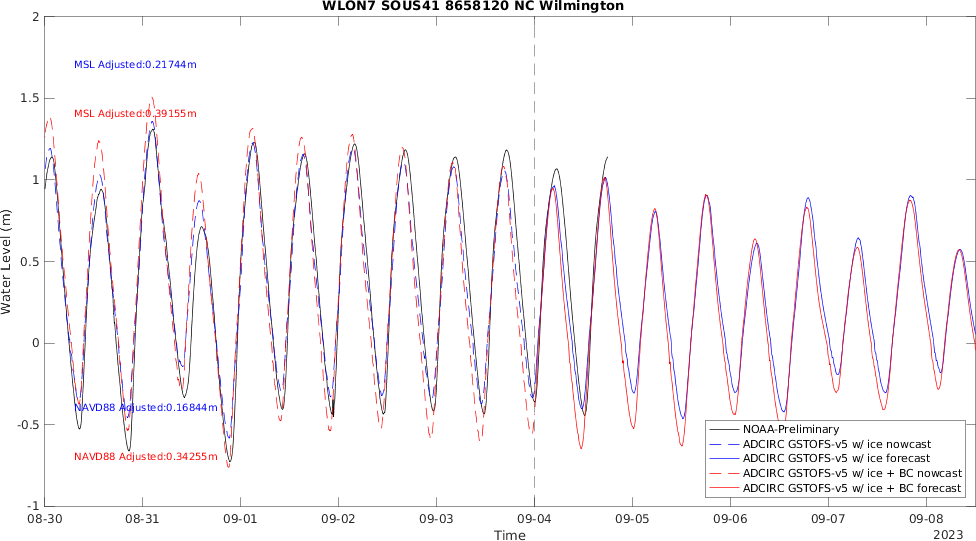 WLON7 SOUS41 8658120 NC Wilmington
2
1.5
1
0.5
0
-0.5
-1
Water Level (m)
MSL Adjusted:0.21744m
MSL Adjusted:0.39155m
NAVD88 Adjusted:0.16844m
NAVD88 Adjusted:0.34255m
NOAA-Preliminary
ADCIRC GSTOFS-v5 w/ ice nowcast
ADCIRC GSTOFS-v5 w/ ice forecast
ADCIRC GSTOFS-v5 w/ ice + BC nowcast
ADCIRC GSTOFS-v5 w/ ice + BC forecast
08-30 08-31 09-01 09-02 09-03 09-04 09-05 09-06 09-07 09-08
Time
2023